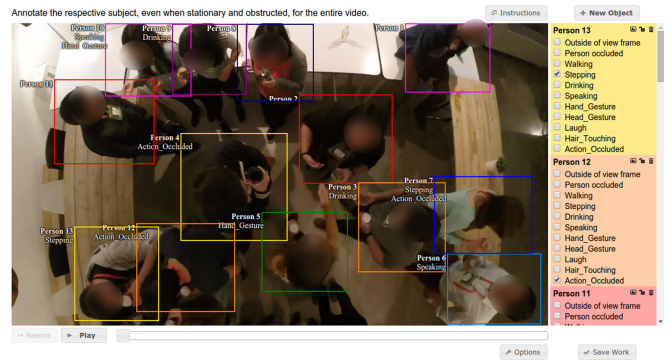 Annotate the respective subject, even when stationary and obstructed, for the entire video.
Instructions
+ New Object
Person 10
Speaking
Hand_Gesture
Person 9
Drinking
Person 8
Person 1
Person 11
Person 2
Person 4
Action_Occluded
Person 3
Drinking
Person 7
Stepping
Action_Occluded
Person 5
Hand_Gesture
Person 13
Stepping
Person 12
Action_Occluded
Person 6
Speaking
Person 13
Outside of view frame
Person occluded
Walking
Stepping
Drinking
Speaking
Hand_Gesture
Head_Gesture
Laugh
Hair_Touching
Action_Occluded
Person 12
Outside of view frame
Person occluded
Walking
Stepping
Drinking
Speaking
Hand_Gesture
Head_Gesture
Laugh
Hair_Touching
Action_Occluded
Person 11
Outside of view frame
Person occluded
Rewind
Play
Options
Save Work